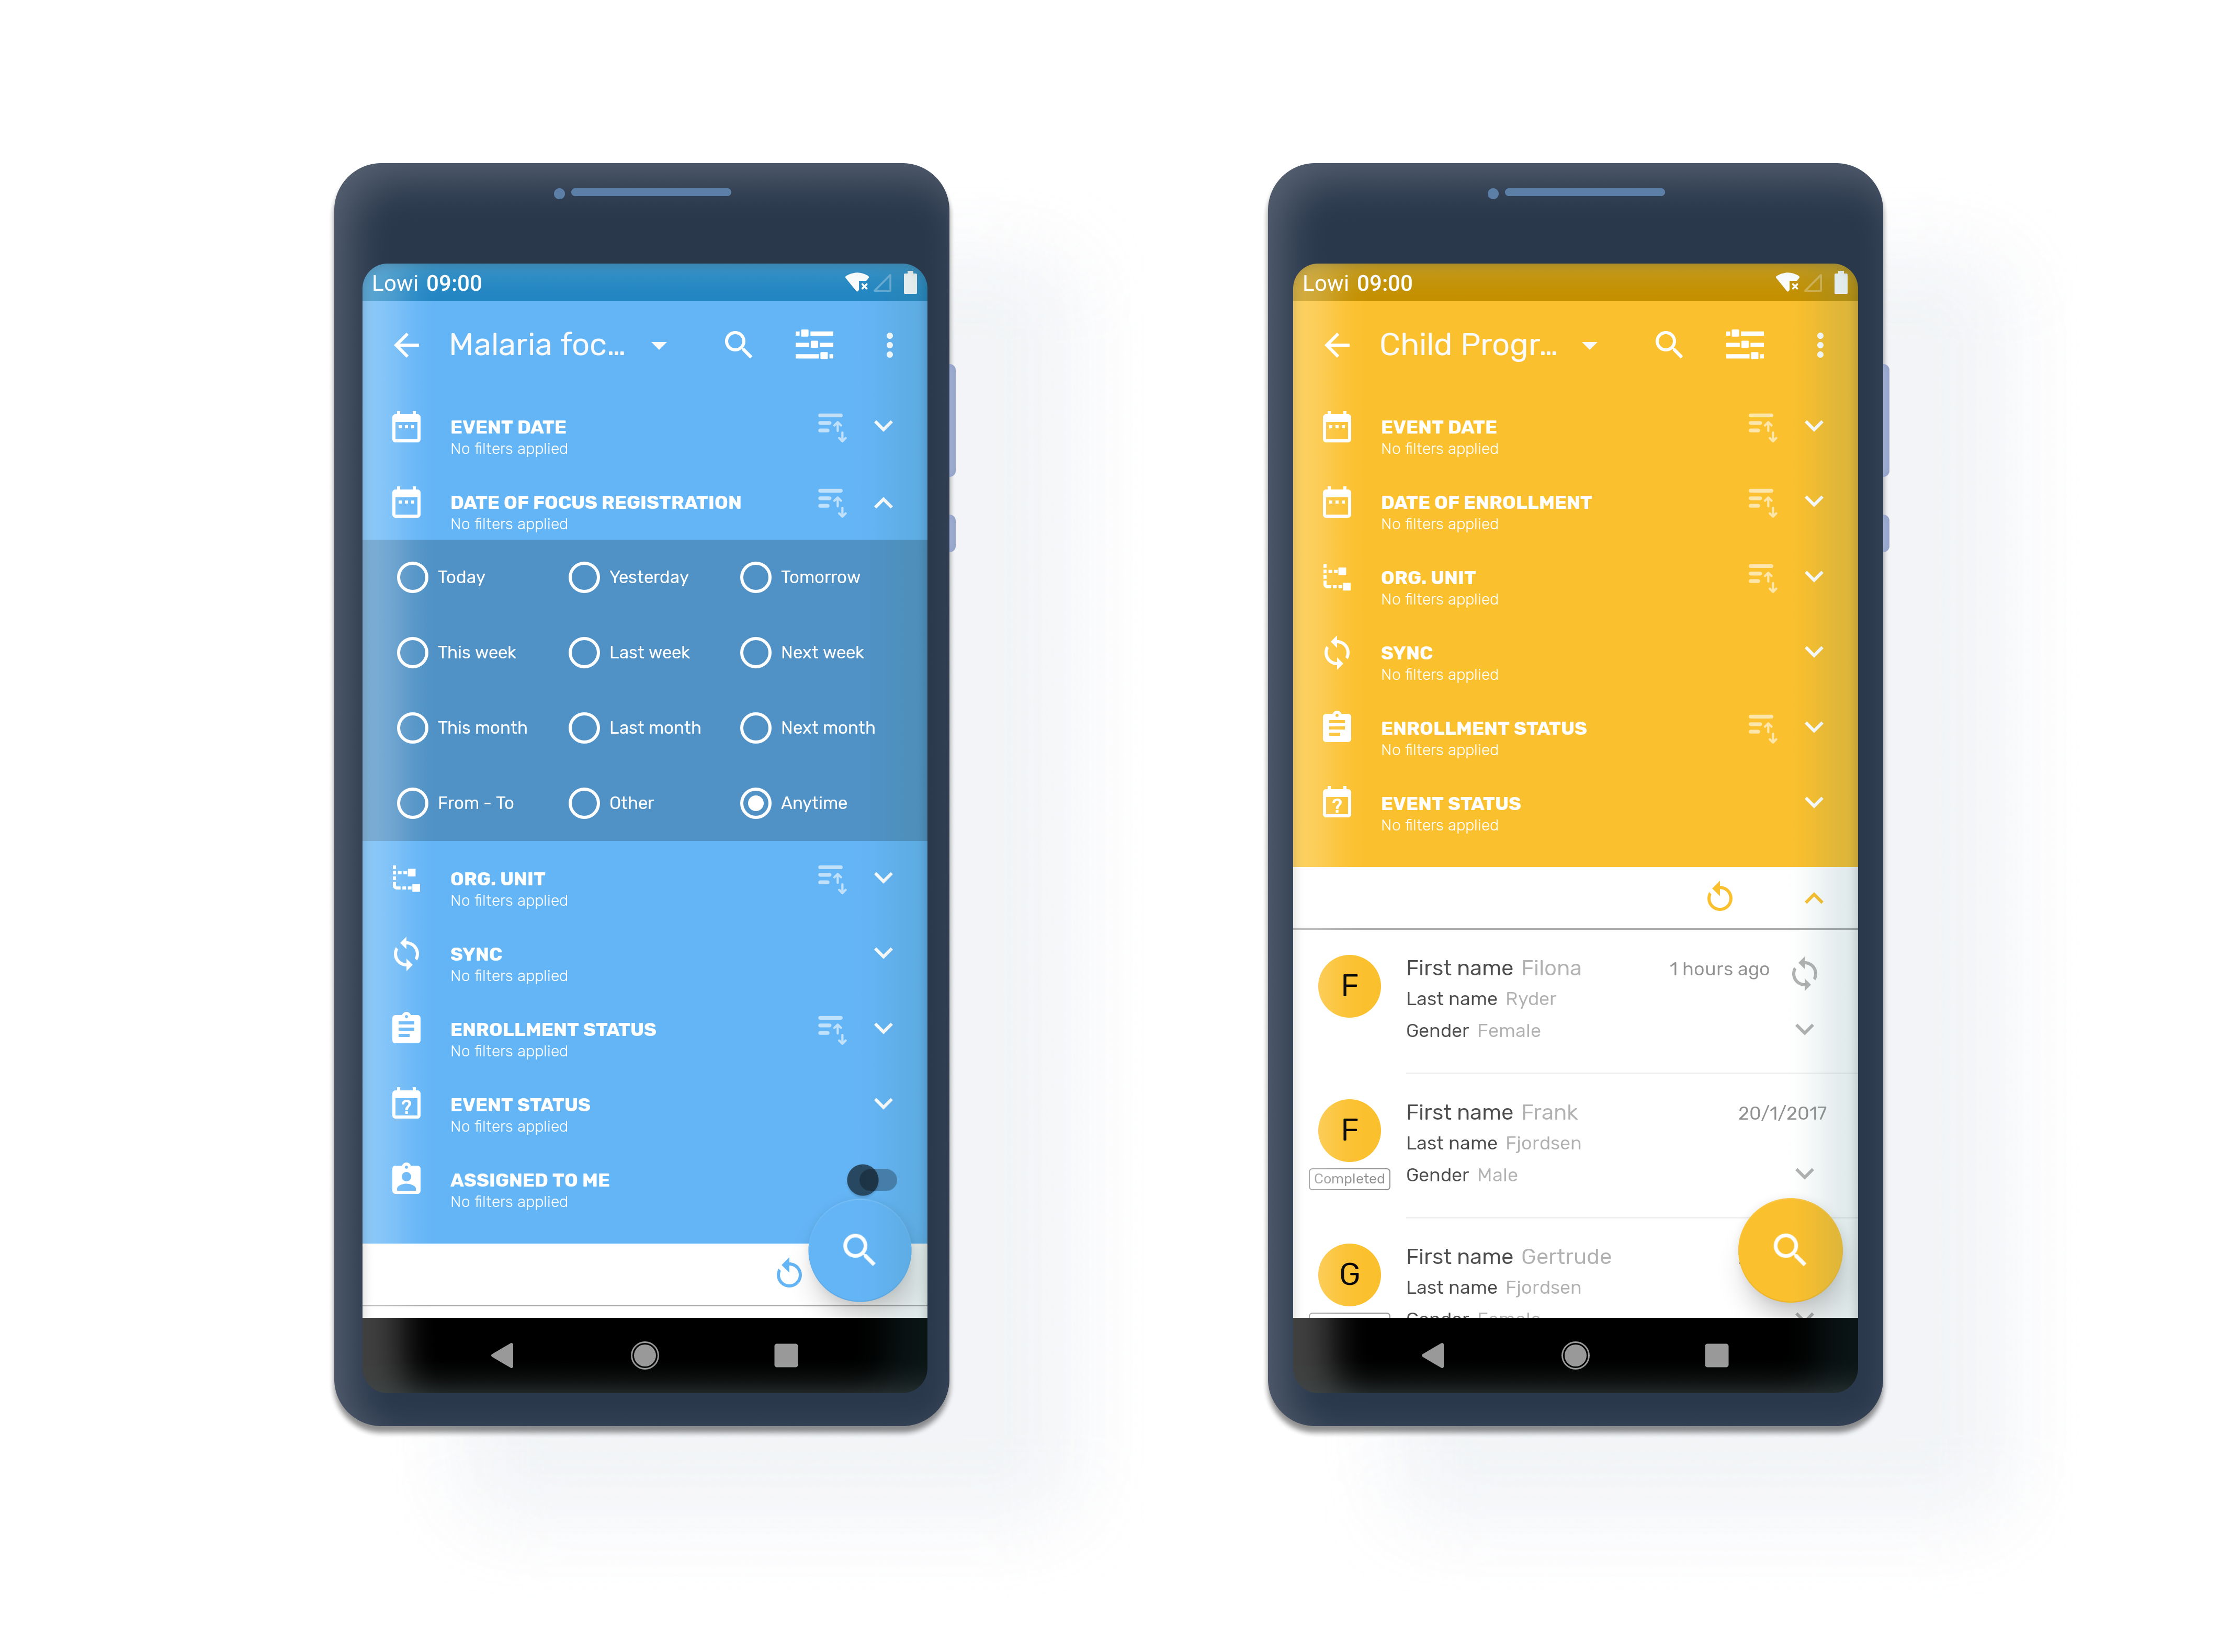 Lowi 09:00
Malaria foc...
EVENT DATE
No filters applied
DATE OF FOCUS REGISTRATION
No filters applied
Today Yesterday Tomorrow
This week Last week Next week
This month Last month Next month
From - To Other Anytime
ORG. UNIT
No filters applied
SYNC
No filters applied
ENROLLMENT STATUS
No filters applied
?
EVENT STATUS
No filters applied
ASSIGNED TO ME
No filters applied
Lowi 09:00
Child Progr...
EVENT DATE
No filters applied
DATE OF ENROLLMENT
No filters applied
ORG. UNIT
No filters applied
SYNC
No filters applied
ENROLLMENT STATUS
No filters applied
?
EVENT STATUS
No filters applied
F
First name Filona 1 hours ago
Last name Ryder
Gender Female
F
First name Frank 20/1/2017
Last name Fjordsen
Completed
Gender Male
G
First name Gertrude
Last name Fjordsen
Gender Female